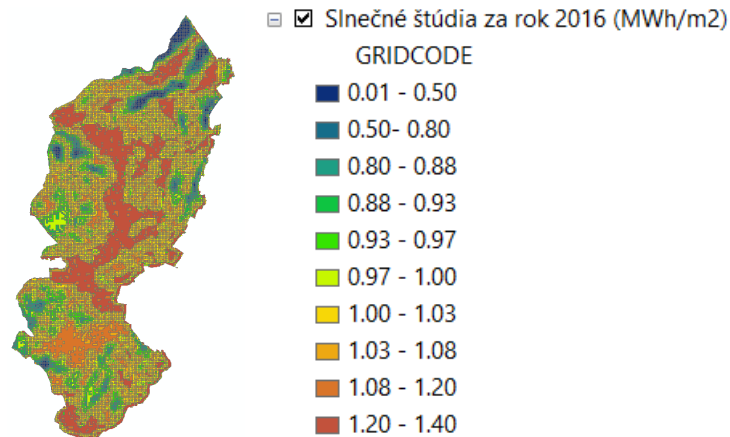 Slnečné štúdia za rok 2016 (MWh/m2)
GRIDCODE
0.01 - 0.50
0.50- 0.80
0.80 - 0.88
0.88 - 0.93
0.93 - 0.97
0.97 - 1.00
1.00 - 1.03
1.03 - 1.08
1.08 - 1.20
1.20 - 1.40